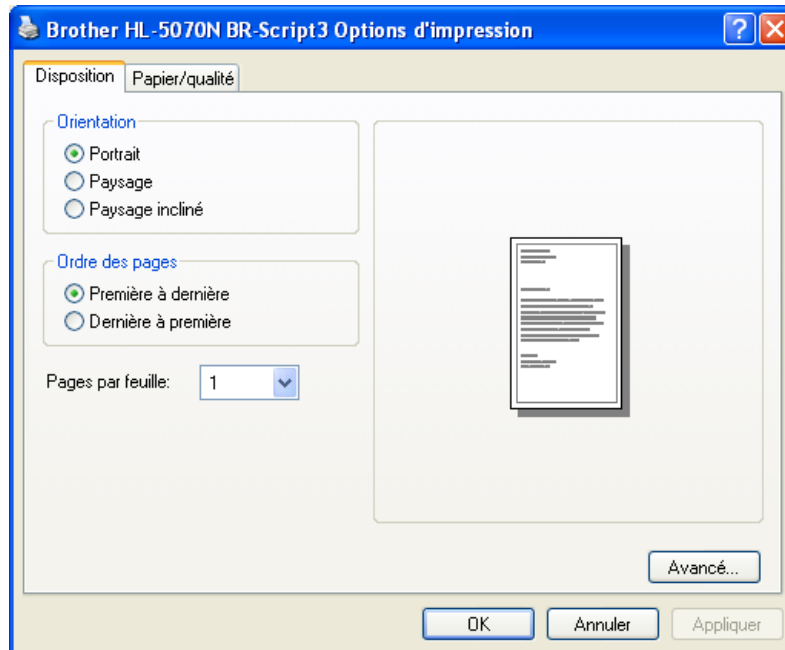 Brother HL-5070N BR-Script3 Options d'impression
Disposition
Papier/qualité
Orientation
Portrait
Paysage
Paysage incliné
Ordre des pages
Première à dernière
Dernière à première
Pages par feuille: 1
Avancé...
OK
Annuler
Appliquer